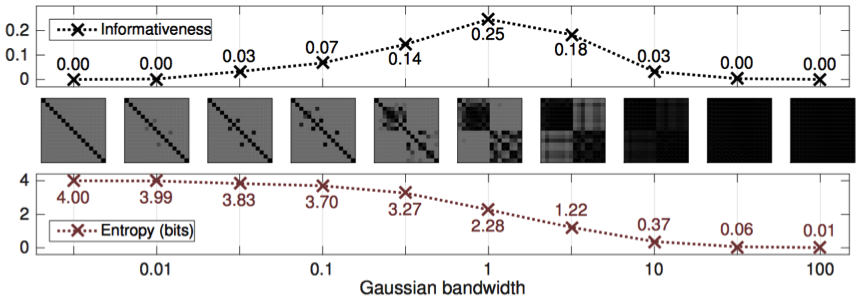 0.2
0.1
0
Informativeness
0.00 0.00 0.03 0.07 0.14 0.25 0.18 0.03 0.00 0.00
4
2
0
4.00 3.99 3.83 3.70 3.27 2.28 1.22 0.37 0.06 0.01
Entropy (bits)
0.01 0.1 1 10 100
Gaussian bandwidth